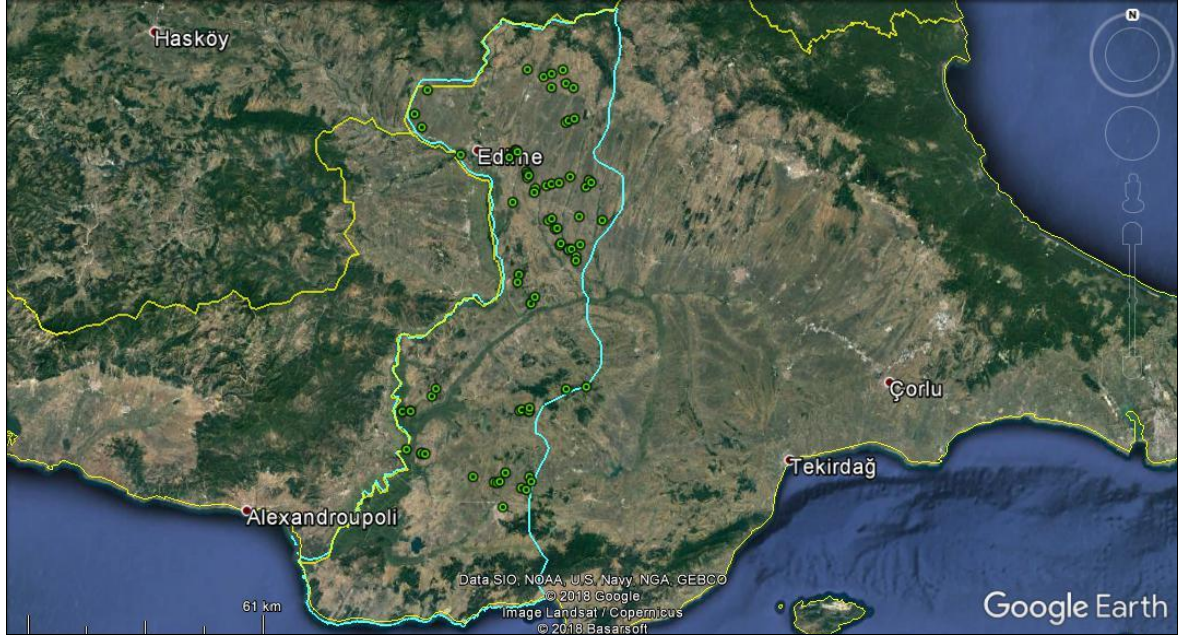 N
Hasköy
Edirne
Çorlu
Tekirdağ
Alexandroupoli
Data SIO, NOAA, U.S. Navy, NGA, GEBCO
© 2018 Google
61 km
Image Landsat / Copernicus
© 2018 Basarsoft
Google Earth